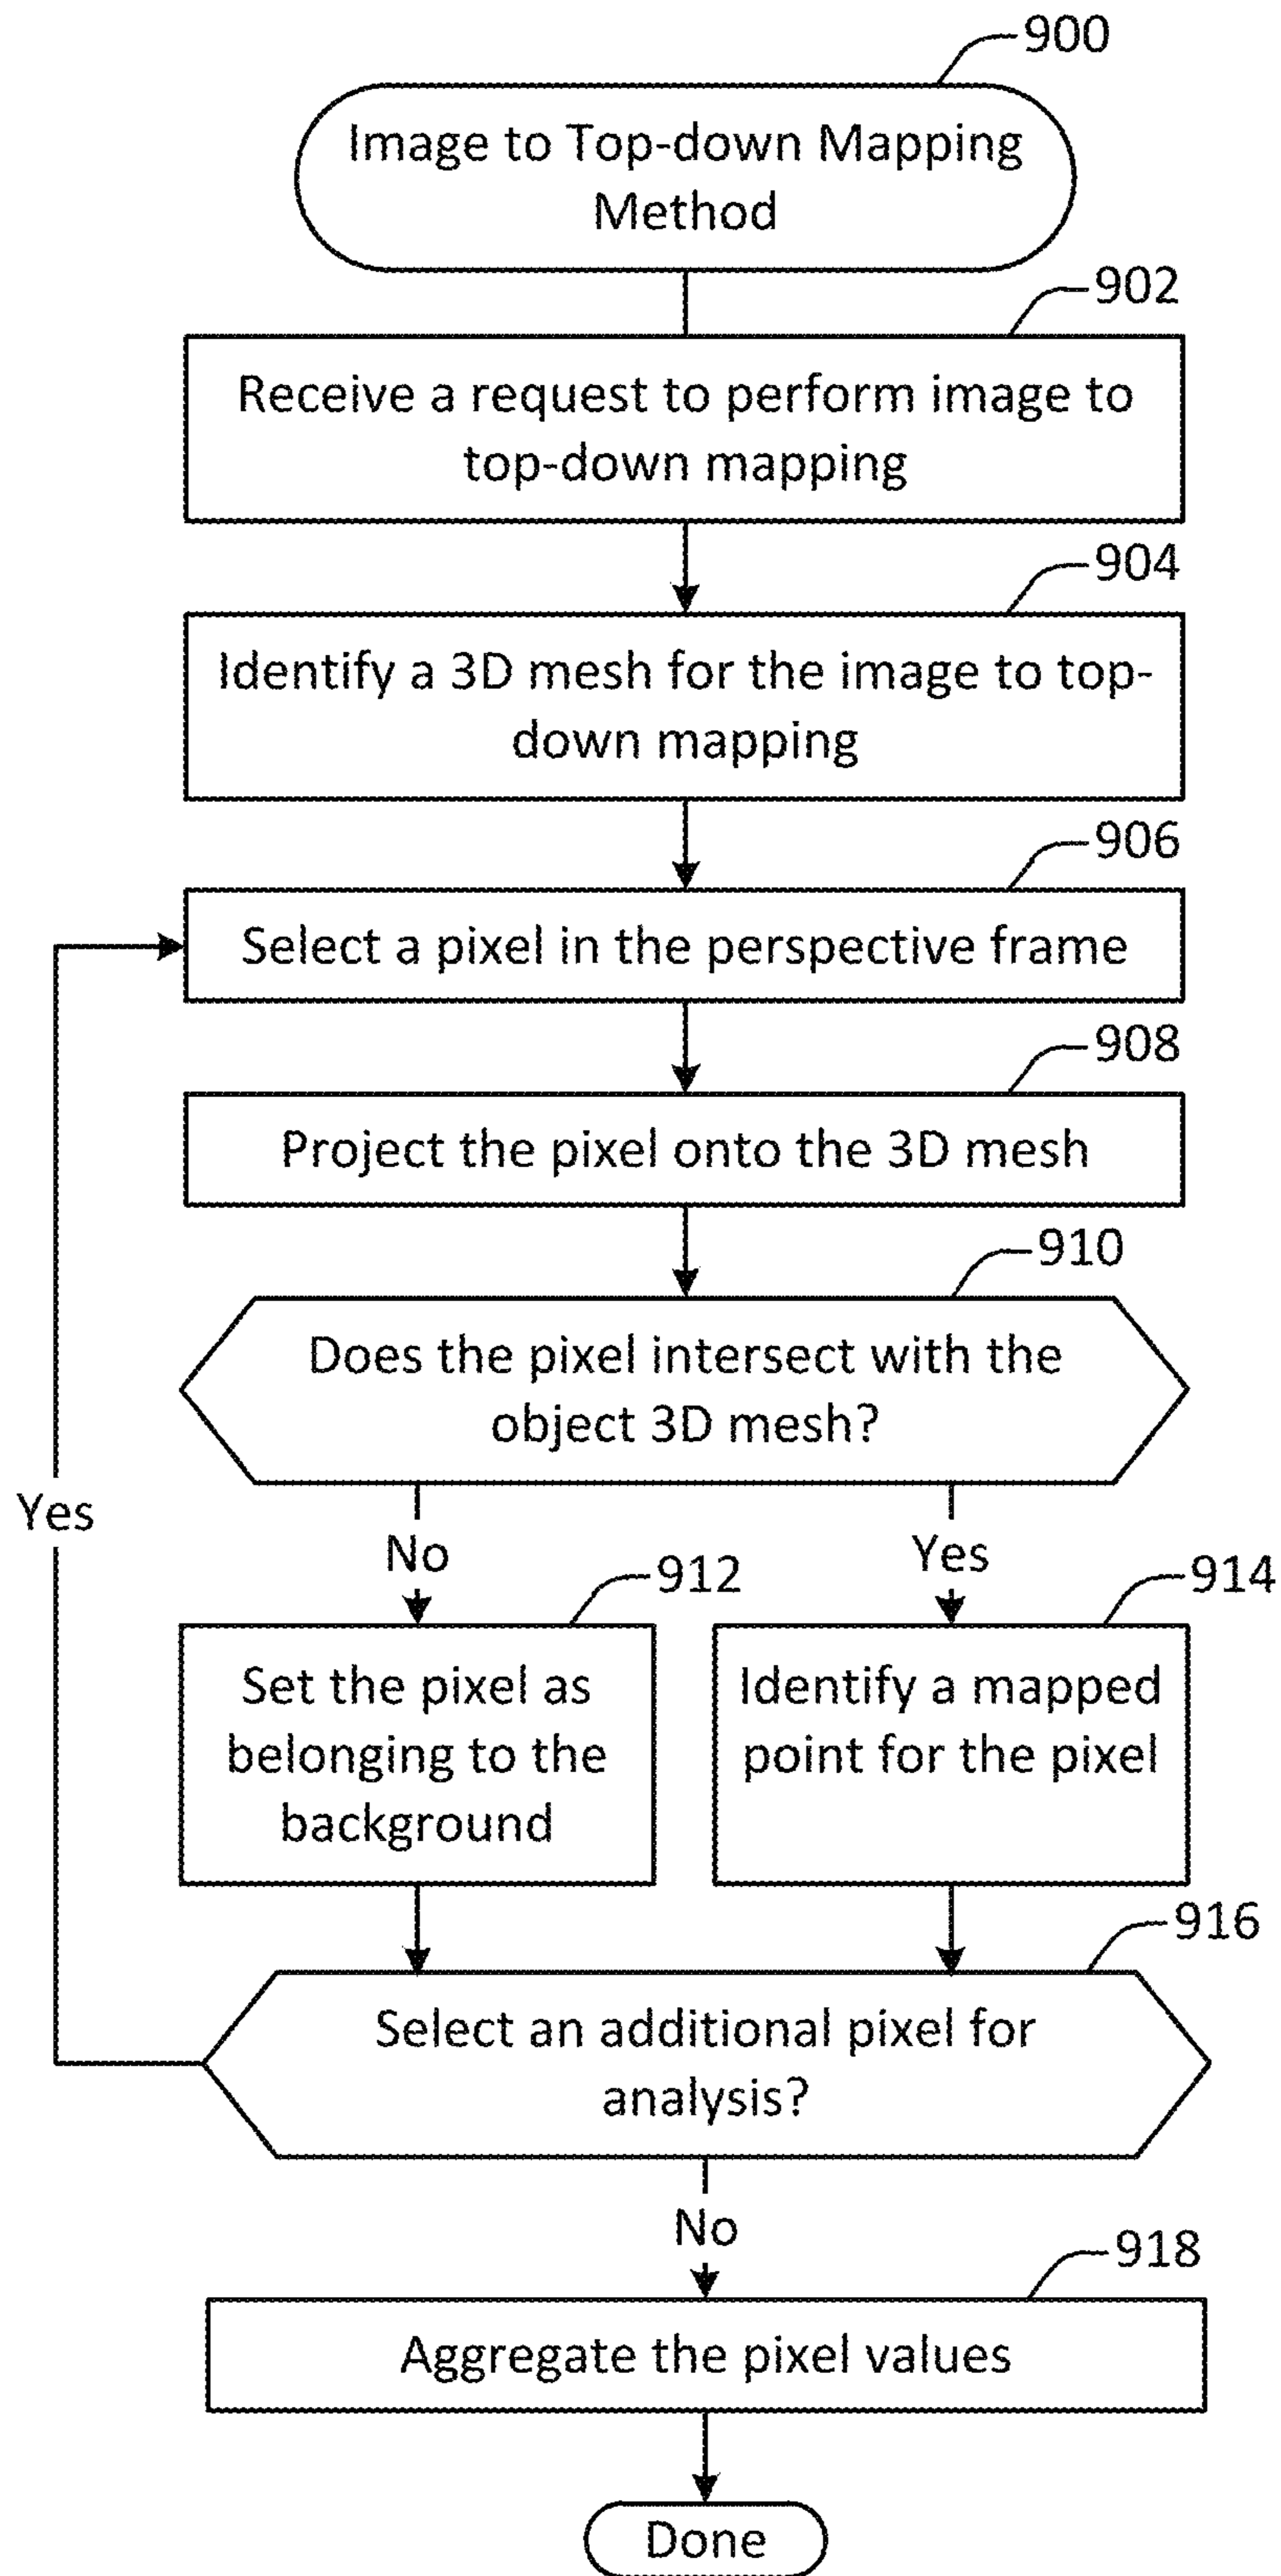 900
Image to Top-down Mapping
Method
902
Receive a request to perform image to
top-down mapping
904
Identify a 3D mesh for the image to top-
down mapping
906
Select a pixel in the perspective frame
908
Project the pixel onto the 3D mesh
910
Does the pixel intersect with the
object 3D mesh?
Yes
No
Yes
912
914
Set the pixel as
belonging to the
background
Identify a mapped
point for the pixel
916
Select an additional pixel for
analysis?
No
918
Aggregate the pixel values
Done